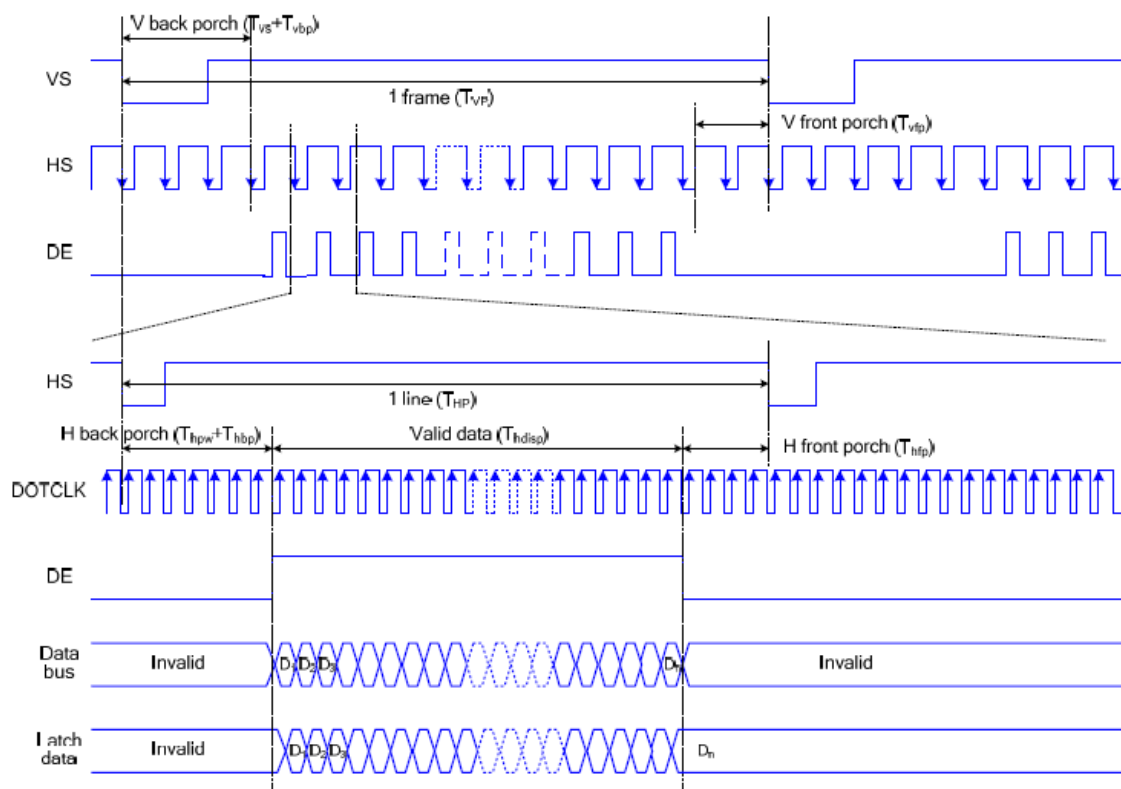 V back porch (Tvs+Tvbp)
VS
1 frame (TVP)
V front porch (Tvfp)
HS
DE
HS
1 line (THP)
H back porch (Thpw+Thbp)
Valid data (Thdisp)
H front porch (Thfp)
DOTCLK
DE
Data bus
Invalid
D1 D2 D3
Dn
Invalid
Latch data
Invalid
D1 D2 D3
Dn